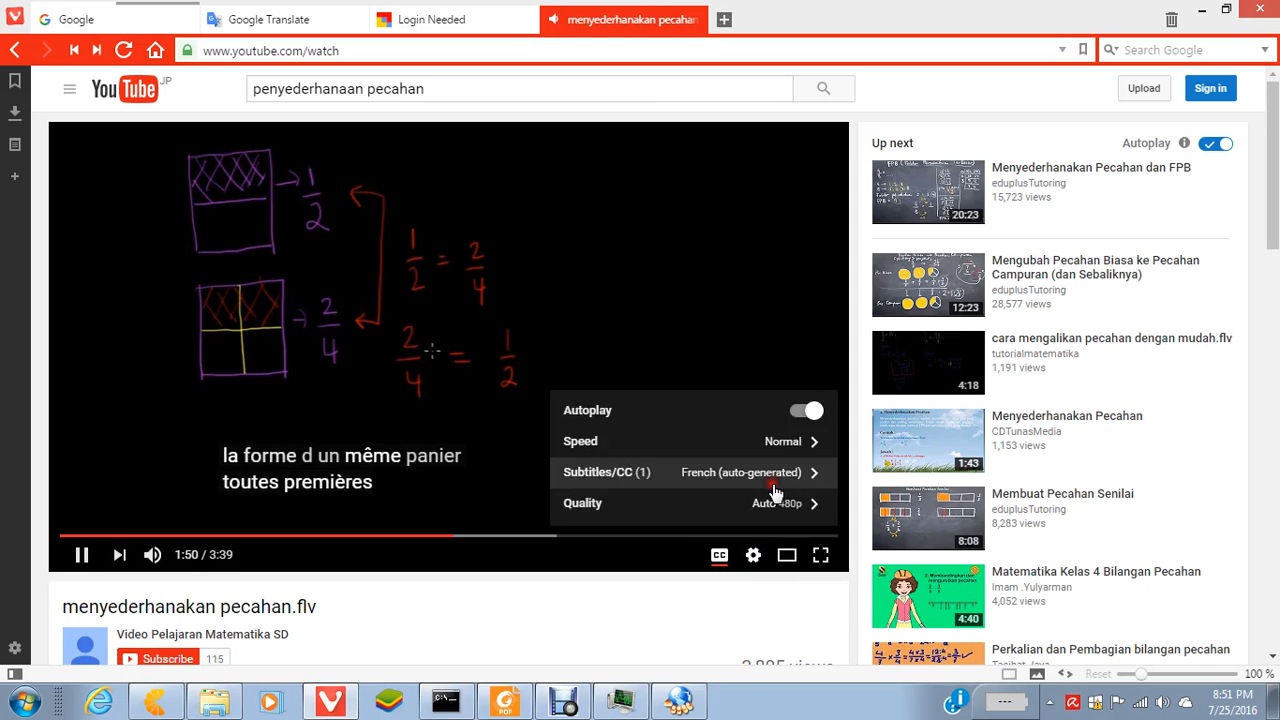 Google
Google Translate
Login Needed
menyederhanakan pecahan
www.youtube.com/watch
Search Google
YouTube JP
penyederhanaan pecahan
Upload
Sign in
1/2
2/4
1/2 = 2/4
2/4 = 1/2
la forme d un même panier
toutes premières
Autoplay
Speed Normal
Subtitles/CC (1) French (auto-generated)
Quality Auto 480p
1:50 / 3:39
CC
menyederhanakan pecahan.flv
Video Pelajaran Matematika SD
Subscribe 115
Up next
Autoplay
Menyederhanakan Pecahan dan FPB
eduplusTutoring
15,723 views
20:23
Mengubah Pecahan Biasa ke Pecahan
Campuran (dan Sebaliknya)
eduplusTutoring
28,577 views
12:23
cara mengalikan pecahan dengan mudah.flv
tutorialmatematika
1,191 views
4:18
Menyederhanakan Pecahan
CDTunasMedia
1,153 views
1:43
Membuat Pecahan Senilai
eduplusTutoring
8,283 views
8:08
Matematika Kelas 4 Bilangan Pecahan
Imam .Yulyarman
4,052 views
4:40
Perkalian dan Pembagian bilangan pecahan
Reset
100 %
8:51 PM
7/25/2016